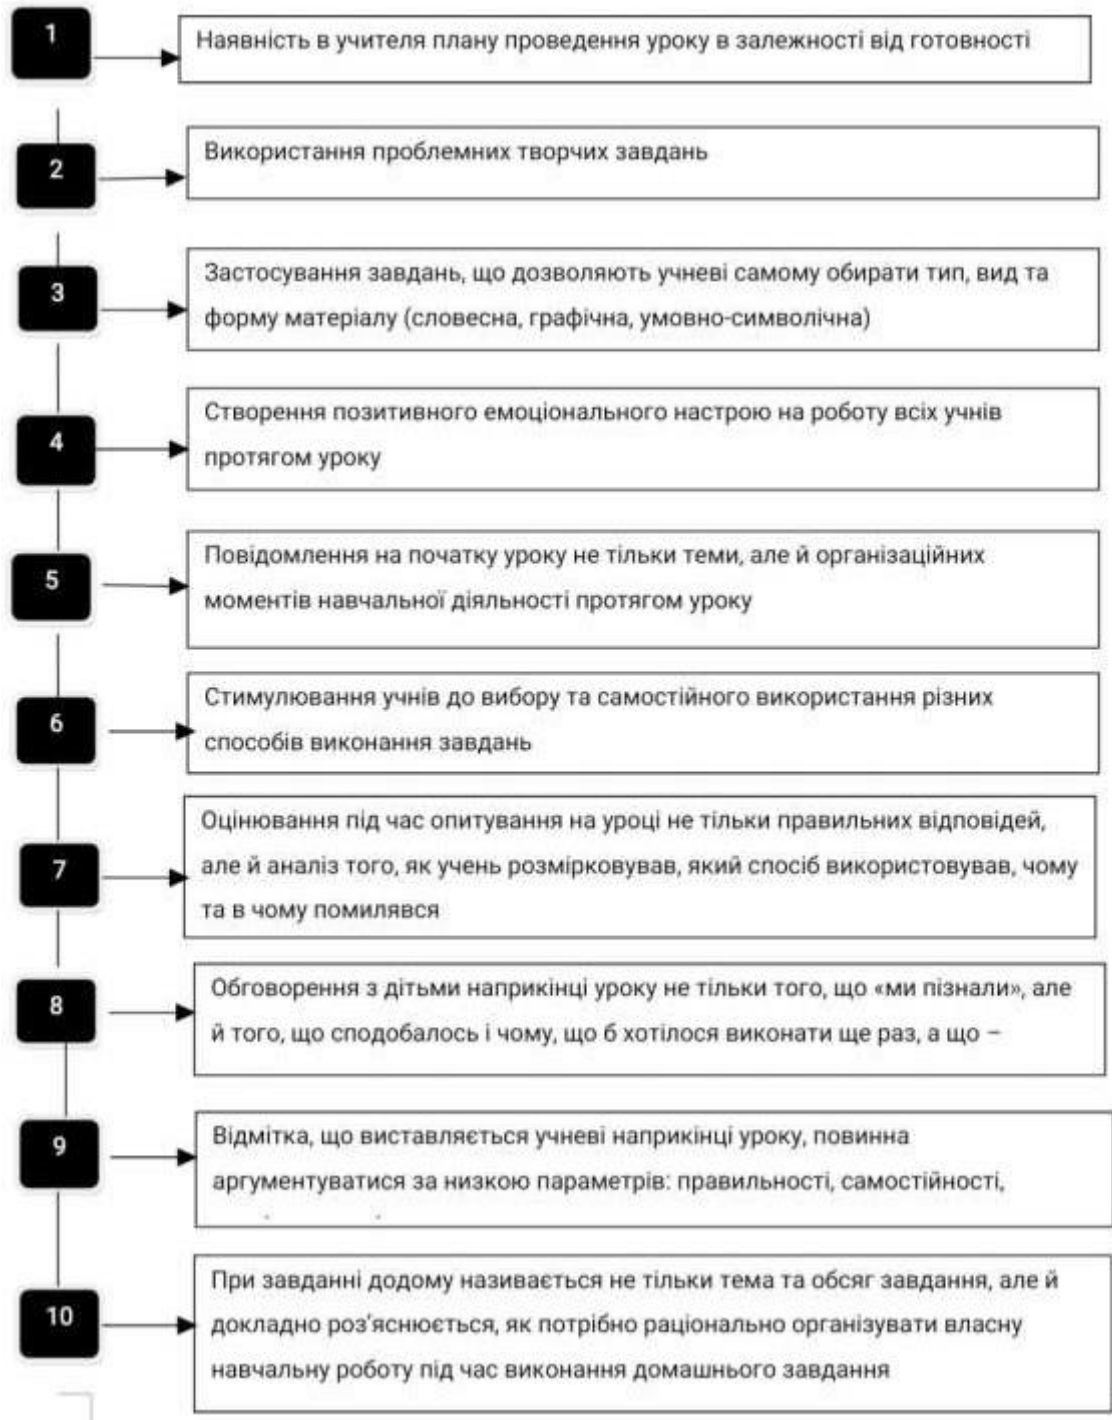 1
Наявність в учителя плану проведення уроку в залежності від готовності
2
Використання проблемних творчих завдань
3
Застосування завдань, що дозволяють учневі самому обирати тип, вид та
форму матеріалу (словесна, графічна, умовно-символічна)
4
Створення позитивного емоціонального настрою на роботу всіх учнів
протягом уроку
5
Повідомлення на початку уроку не тільки теми, але й організаційних
моментів навчальної діяльності протягом уроку
6
Стимулювання учнів до вибору та самостійного використання різних
способів виконання завдань
7
Оцінювання під час опитування на уроці не тільки правильних відповідей,
але й аналіз того, як учень розмірковував, який спосіб використовував, чому
та в чому помилявся
8
Обговорення з дітьми наприкінці уроку не тільки того, що «ми пізнали», але
й того, що сподобалось і чому, що б хотілося виконати ще раз, а що –
9
Відмітка, що виставляється учневі наприкінці уроку, повинна
аргументуватися за низкою параметрів: правильності, самостійності,
10
При завданні додому називається не тільки тема та обсяг завдання, але й
докладно роз'яснюється, як потрібно раціонально організувати власну
навчальну роботу під час виконання домашнього завдання